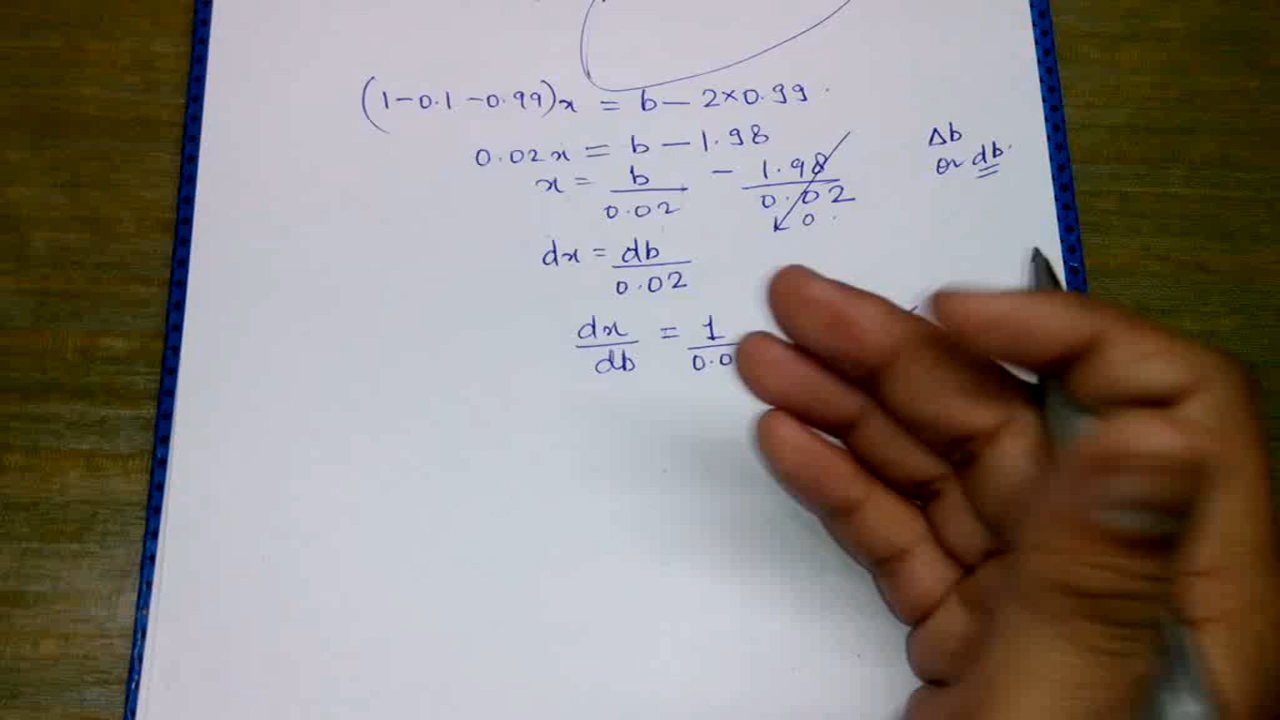 (1-0.1-0.99)x = b - 2×0.99
0.02x = b - 1.98
x = b/0.02 - 1.98/0.02
0
Δb
or db
dx = db/0.02
dx/db = 1/0.0